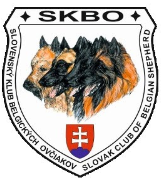 SKBO
SLOVENSKÝ KLUB BELGICKÝCH OVČIAKOV
SLOVAK CLUB OF BELGIAN SHEPHERD